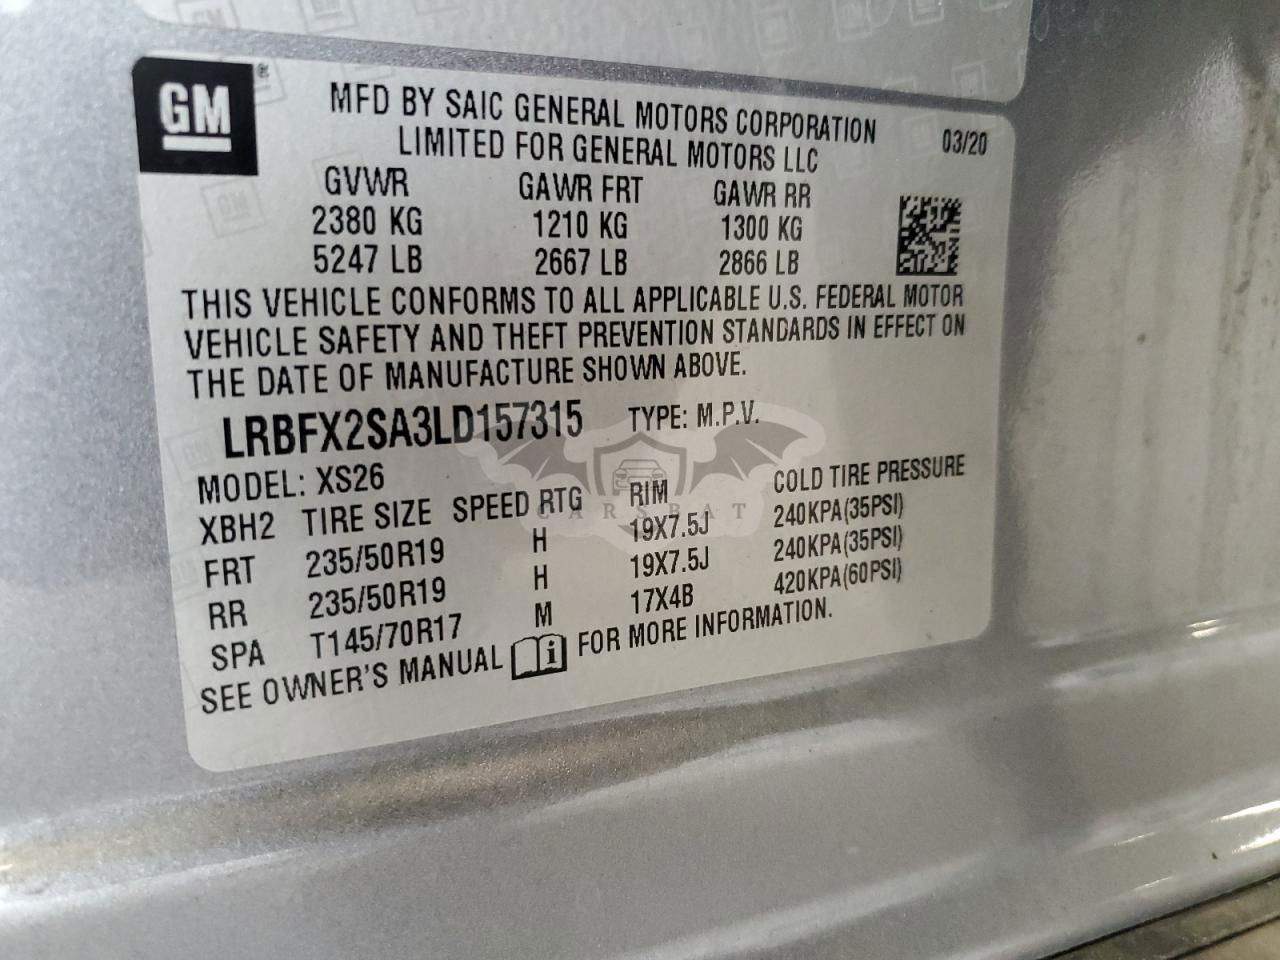 GM
MFD BY SAIC GENERAL MOTORS CORPORATION
LIMITED FOR GENERAL MOTORS LLC
03/20
GVWR GAWR FRT GAWR RR
2380 KG 1210 KG 1300 KG
5247 LB 2667 LB 2866 LB
THIS VEHICLE CONFORMS TO ALL APPLICABLE U.S. FEDERAL MOTOR
VEHICLE SAFETY AND THEFT PREVENTION STANDARDS IN EFFECT ON
THE DATE OF MANUFACTURE SHOWN ABOVE.
LRBFX2SA3LD157315 TYPE: M.P.V.
MODEL: XS26
XBH2 TIRE SIZE SPEED RTG RIM COLD TIRE PRESSURE
FRT 235/50R19 H 19X7.5J 240KPA(35PSI)
RR 235/50R19 H 19X7.5J 240KPA(35PSI)
SPA T145/70R17 M 17X4B 420KPA(60PSI)
SEE OWNER'S MANUAL FOR MORE INFORMATION.
CARSBAT